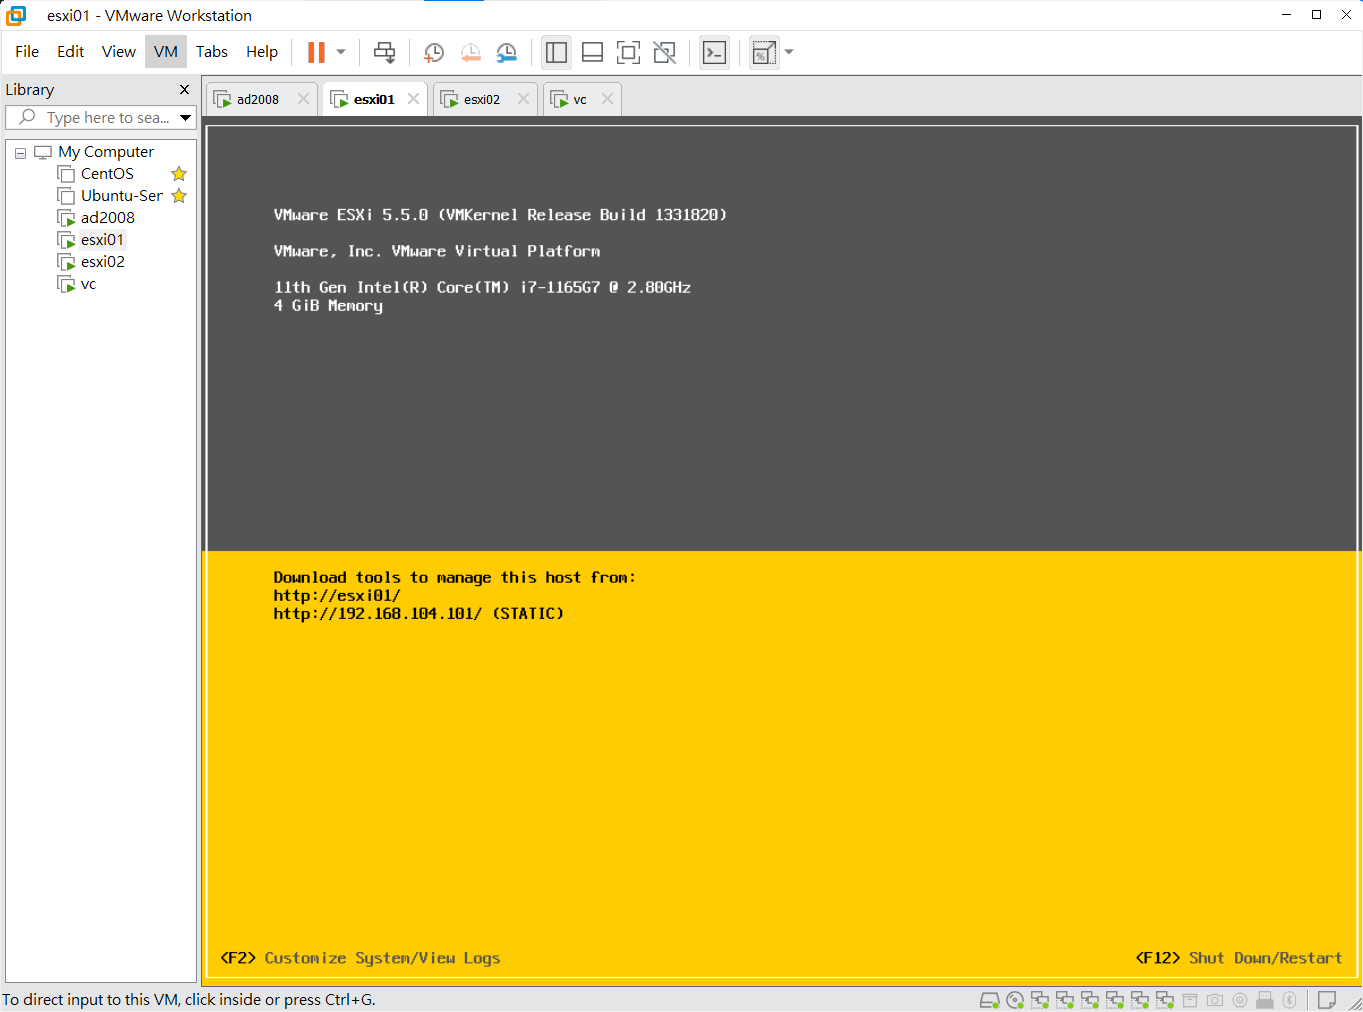 esxi01 - VMware Workstation
File Edit View VM Tabs Help
Library
Type here to sea...
ad2008 esxi01 esxi02 vc
My Computer
CentOS
Ubuntu-Ser
ad2008
esxi01
esxi02
vc
VMware ESXi 5.5.0 (VMKernel Release Build 1331820)
VMware, Inc. VMware Virtual Platform
11th Gen Intel(R) Core(TM) i7-1165G7 @ 2.80GHz
4 GiB Memory
Download tools to manage this host from:
http://esxi01/
http://192.168.104.101/ (STATIC)
<F2> Customize System/View Logs
<F12> Shut Down/Restart
To direct input to this VM, click inside or press Ctrl+G.